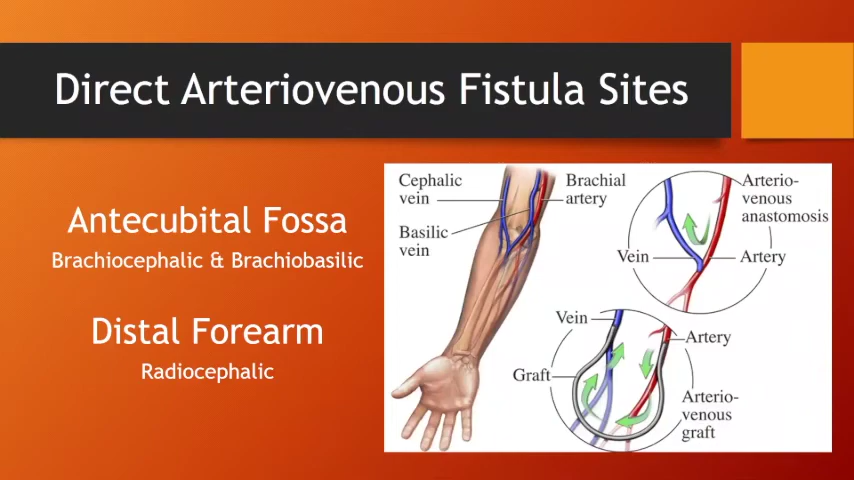 Direct Arteriovenous Fistula Sites
Antecubital Fossa
Brachiocephalic & Brachiobasilic
Distal Forearm
Radiocephalic
Cephalic
vein
Brachial
artery
Basilic
vein
Arterio-
venous
anastomosis
Vein
Artery
Vein
Artery
Graft
Arterio-
venous
graft